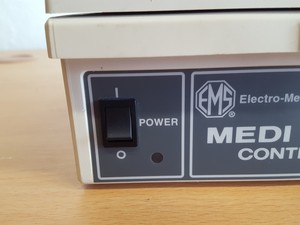 I
POWER
O
EMS
®
Electro-Me
MEDI
CONT